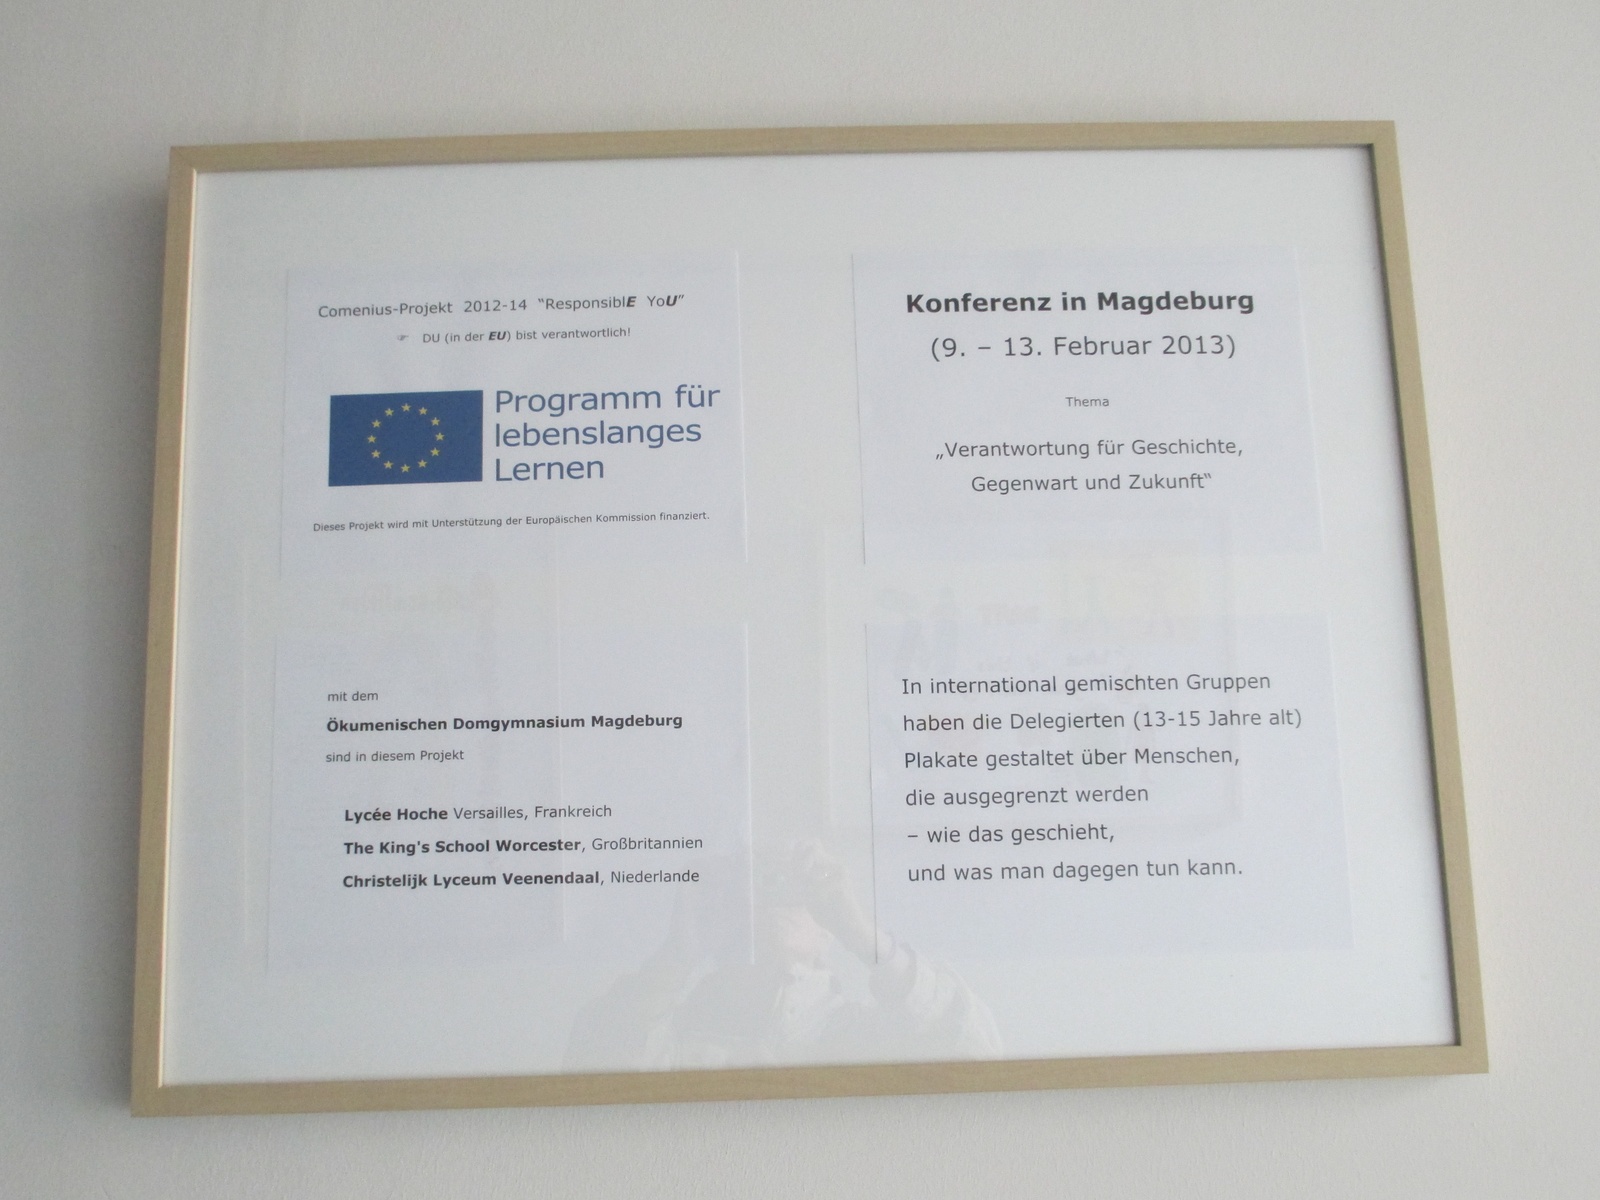 Comenius-Projekt 2012-14 "ResponsiblE YoU"
☞ DU (in der EU) bist verantwortlich!
Programm für
lebenslanges
Lernen
Dieses Projekt wird mit Unterstützung der Europäischen Kommission finanziert.
mit dem
Ökumenischen Domgymnasium Magdeburg
sind in diesem Projekt
Lycée Hoche Versailles, Frankreich
The King's School Worcester, Großbritannien
Christelijk Lyceum Veenendaal, Niederlande
Konferenz in Magdeburg
(9. – 13. Februar 2013)
Thema
„Verantwortung für Geschichte,
Gegenwart und Zukunft“
In international gemischten Gruppen
haben die Delegierten (13-15 Jahre alt)
Plakate gestaltet über Menschen,
die ausgegrenzt werden
– wie das geschieht,
und was man dagegen tun kann.